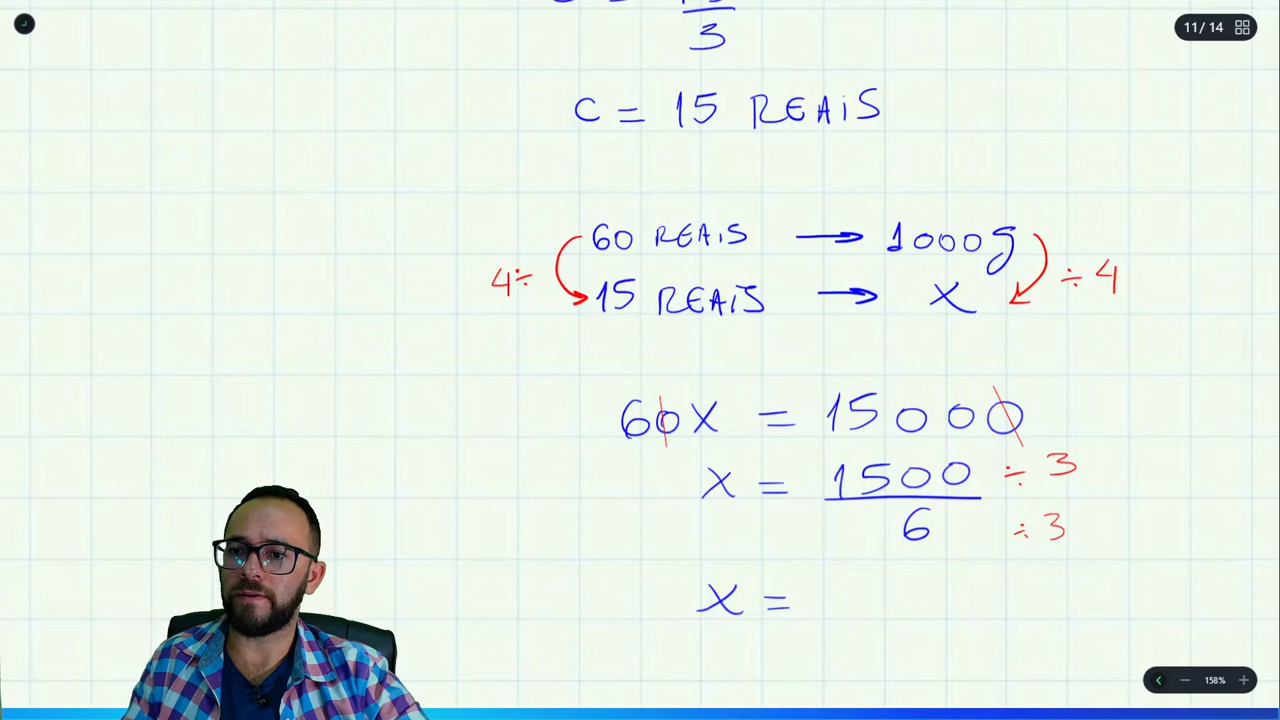 11 / 14
3
C = 15 REAIS
60 REAIS → 1000g
4÷ ÷ 4
15 REAIS → X
60X = 15000
X = 1500 ÷ 3
6 ÷ 3
X =
158%